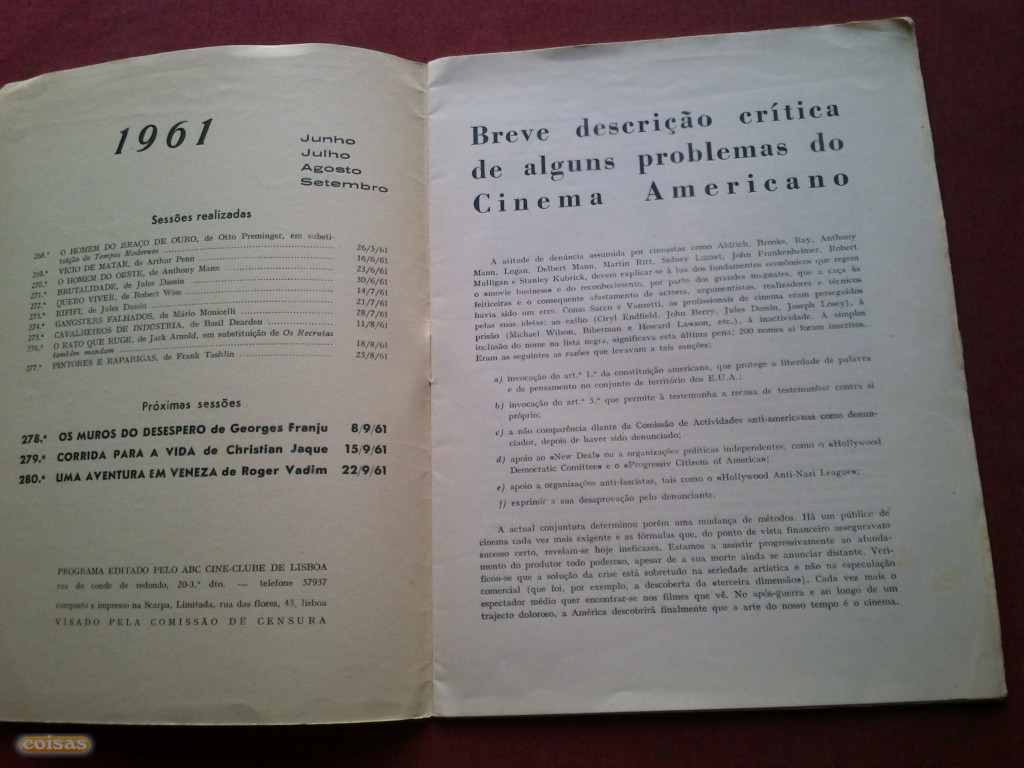 1961
Junho
Julho
Agosto
Setembro
Sessões realizadas
268.ª O HOMEM DO BRAÇO DE OURO, de Otto Preminger, em substi-
tuição de Tempos Modernos ........ 26/5/61
269.ª VÍCIO DE MATAR, de Arthur Penn ........ 16/6/61
270.ª O HOMEM DO OESTE, de Anthony Mann ........ 23/6/61
271.ª BRUTALIDADE, de Jules Dassin ........ 30/6/61
272.ª QUERO VIVER, de Robert Wise ........ 14/7/61
273.ª RIFIFI, de Jules Dassin ........ 21/7/61
274.ª GANGSTERS FALHADOS, de Mário Monicelli ........ 28/7/61
275.ª CAVALHEIROS DE INDÚSTRIA, de Basil Dearden ........ 11/8/61
276.ª O RATO QUE RUGE, de Jack Arnold, em substituição de Os Recrutas
também mandam ........ 18/8/61
277.ª PINTORES E RAPARIGAS, de Frank Tashlin ........ 25/8/61
Próximas sessões
278.ª OS MUROS DO DESESPERO de Georges Franju 8/9/61
279.ª CORRIDA PARA A VIDA de Christian Jaque 15/9/61
280.ª UMA AVENTURA EM VENEZA de Roger Vadim 22/9/61
PROGRAMA EDITADO PELO ABC CINE-CLUBE DE LISBOA
rua do conde de redondo, 20-3.º dto. — telefone 57937
composto e impresso na Scarpa, Limitada, rua das flores, 43, lisboa
VISADO PELA COMISSÃO DE CENSURA
Breve descrição crítica
de alguns problemas do
Cinema Americano
A atitude de denúncia assumida por cineastas como Aldrich, Brooks, Ray, Anthony
Mann, Logan, Delbert Mann, Martin Ritt, Sidney Lumet, John Frankenheimer, Robert
Mulligan e Stanley Kubrick, devem explicar-se à luz dos fundamentos económicos que regem
o «movie business» e do reconhecimento, por parte dos grandes magnates, que a caça às
feiticeiras e o consequente afastamento de actores, argumentistas, realizadores e técnicos
havia sido um erro. Como Sacco e Vanzetti, os profissionais de cinema eram perseguidos
pelas suas ideias; ao exílio (Ciryl Endfield, John Berry, Jules Dassin, Joseph Losey), à
prisão (Michael Wilson, Biberman e Howard Lawson, etc.), à inactividade. A simples
inclusão do nome na lista negra, significava esta última pena; 200 nomes aí foram inscritos.
Eram as seguintes as razões que levavam a tais sanções:
a) invocação do art.º 1.º da constituição americana, que protege a liberdade de palavra
e de pensamento no conjunto de território dos E.U.A.;
b) invocação do art.º 5.º que permite à testemunha a recusa de testemunhar contra si
próprio;
c) a não comparência diante da Comissão de Actividades anti-americanas como denun-
ciador, depois de haver sido denunciado;
d) apoio ao «New Deal» ou a organizações políticas independentes, como o «Hollywood
Democratic Comittee» e o «Progressiv Citizens of America»;
e) apoio a organizações anti-fascistas, tais como o «Hollywood Anti-Nazi League»;
f) exprimir a sua desaprovação pelo denunciante.
A actual conjuntura determinou porém uma mudança de métodos. Há um público de
cinema cada vez mais exigente e as fórmulas que, do ponto de vista financeiro asseguravam
sucesso certo, revelam-se hoje ineficazes. Estamos a assistir progressivamente ao afunda-
mento do produtor todo poderoso, apesar de a sua morte ainda se anunciar distante. Veri-
ficou-se que a solução da crise está sobretudo na seriedade artística e não na especulação
comercial (que foi, por exemplo, a descoberta da «terceira dimensão»). Cada vez mais o
espectador médio quer encontrar-se nos filmes que vê. No após-guerra e ao longo de um
trajecto doloroso, a América descobrirá finalmente que a arte do nosso tempo é o cinema,
coisas